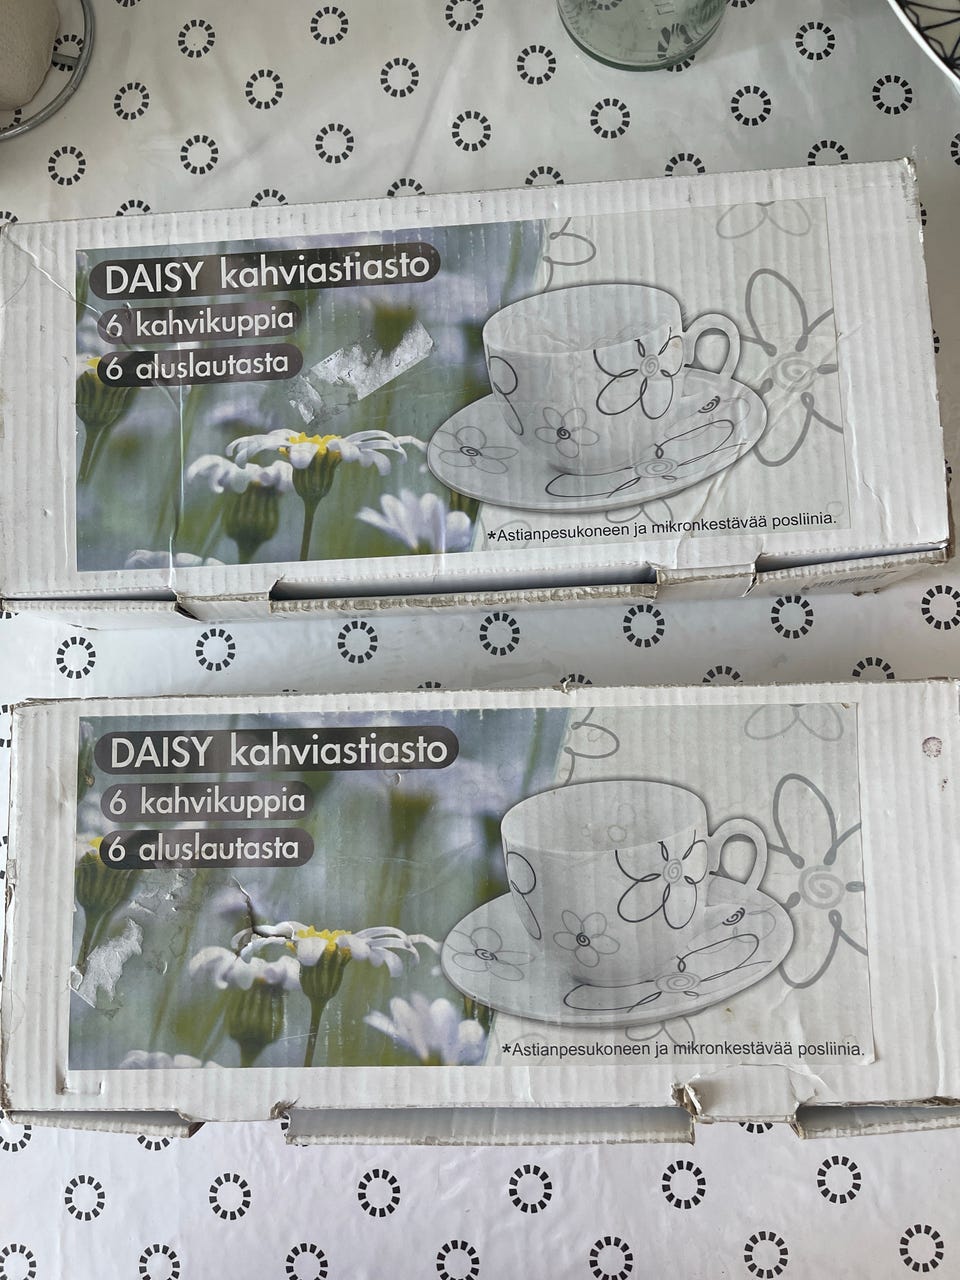 DAISY kahviastiasto
6 kahvikuppia
6 aluslautasta
*Astianpesukoneen ja mikronkestävää posliinia.
DAISY kahviastiasto
6 kahvikuppia
6 aluslautasta
*Astianpesukoneen ja mikronkestävää posliinia.